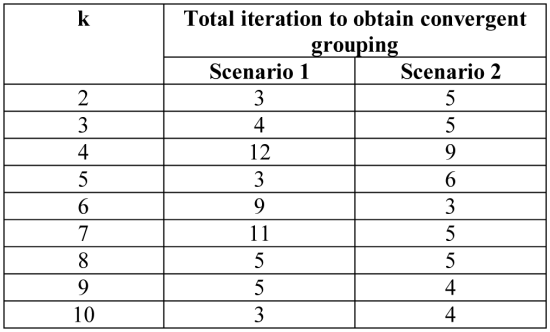 k Total iteration to obtain convergent
grouping
Scenario 1 Scenario 2
2 3 5
3 4 5
4 12 9
5 3 6
6 9 3
7 11 5
8 5 5
9 5 4
10 3 4